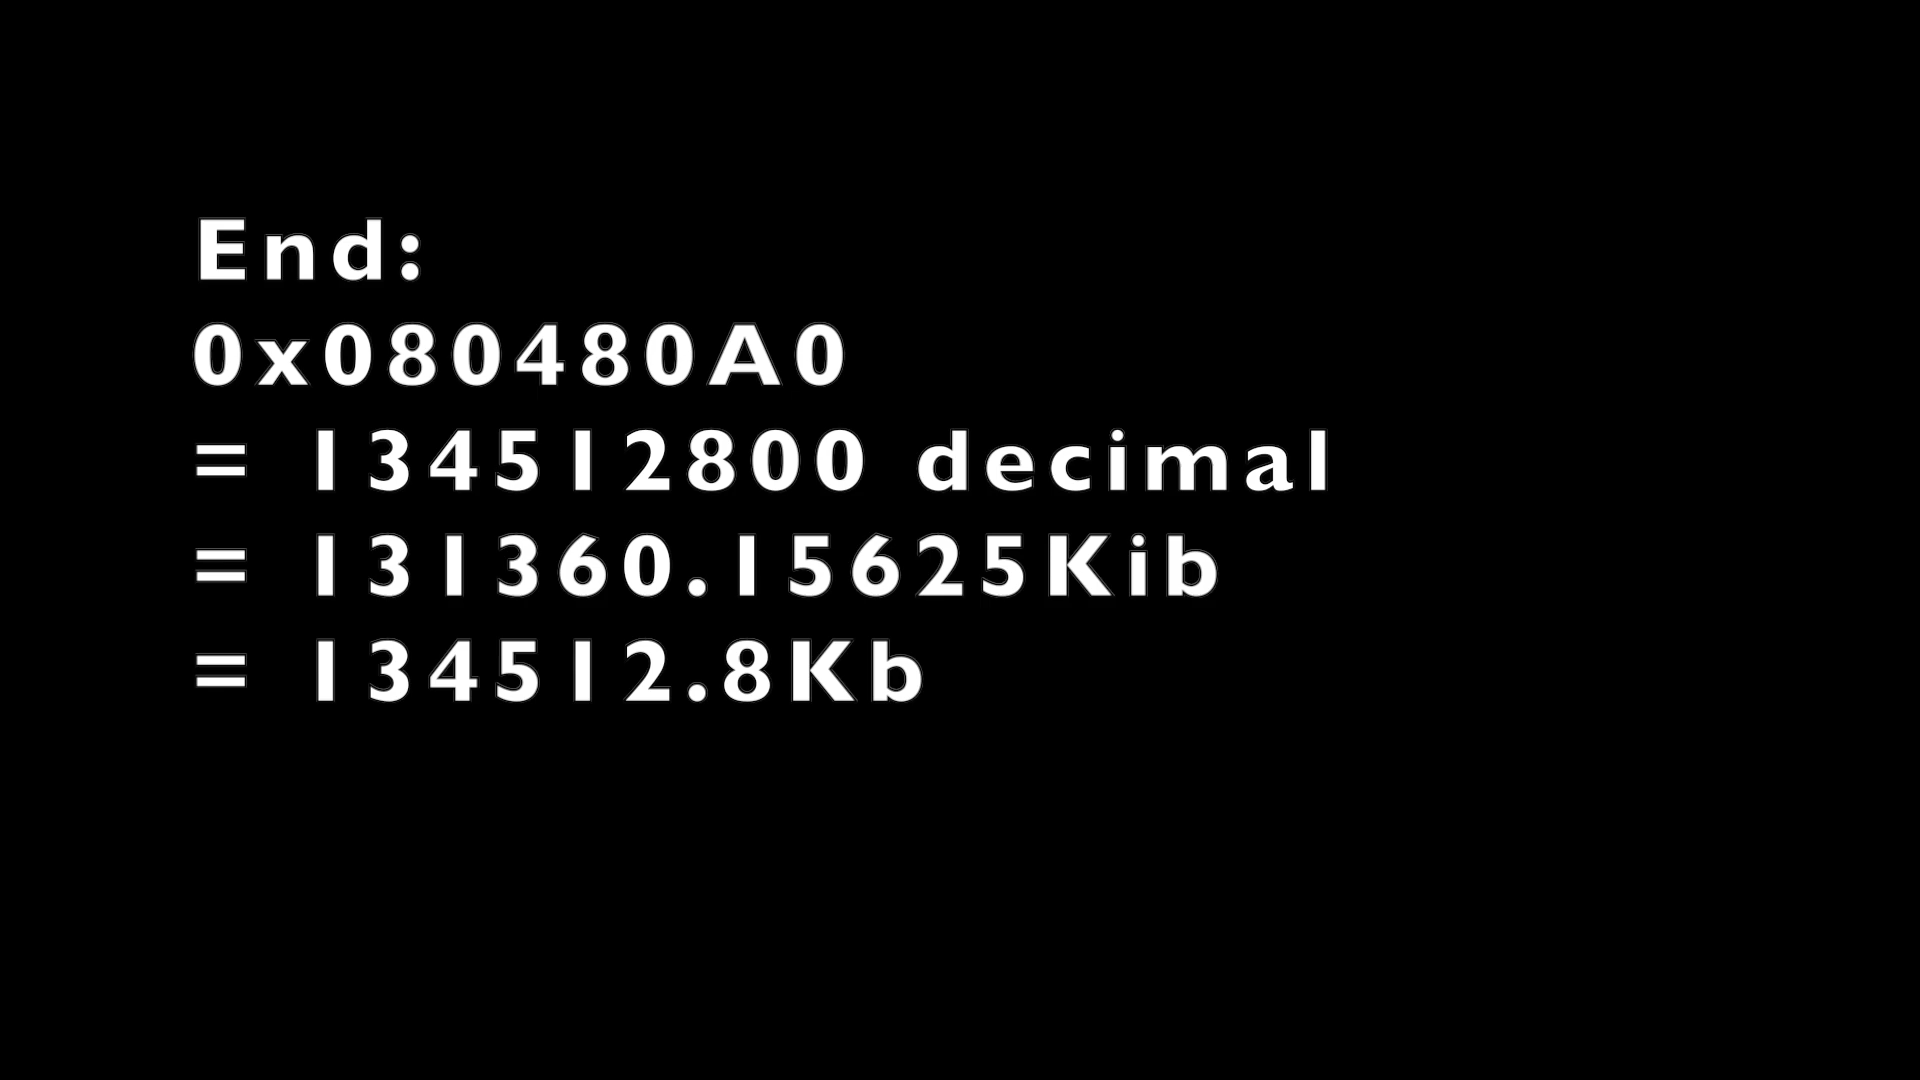 End:
0x080480A0
= 134512800 decimal
= 131360.15625Kib
= 134512.8Kb